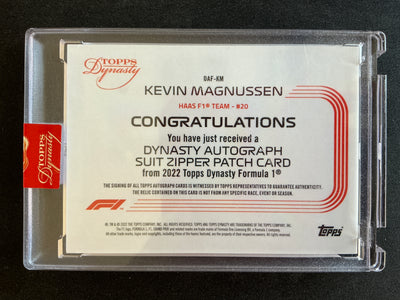 TOPPS
Dynasty
DAF-KM
KEVIN MAGNUSSEN
HAAS F1® TEAM - #20
CONGRATULATIONS
You have just received a
DYNASTY AUTOGRAPH
SUIT ZIPPER PATCH CARD
from 2022 Topps Dynasty Formula 1®
THE SIGNING OF ALL TOPPS AUTOGRAPH CARDS IS WITNESSED BY TOPPS REPRESENTATIVES TO GUARANTEE AUTHENTICITY.
THE RELIC CONTAINED ON THIS CARD IS NOT FROM ANY SPECIFIC RACE, EVENT OR SEASON.
F1
Topps
TOPPS
Dynasty